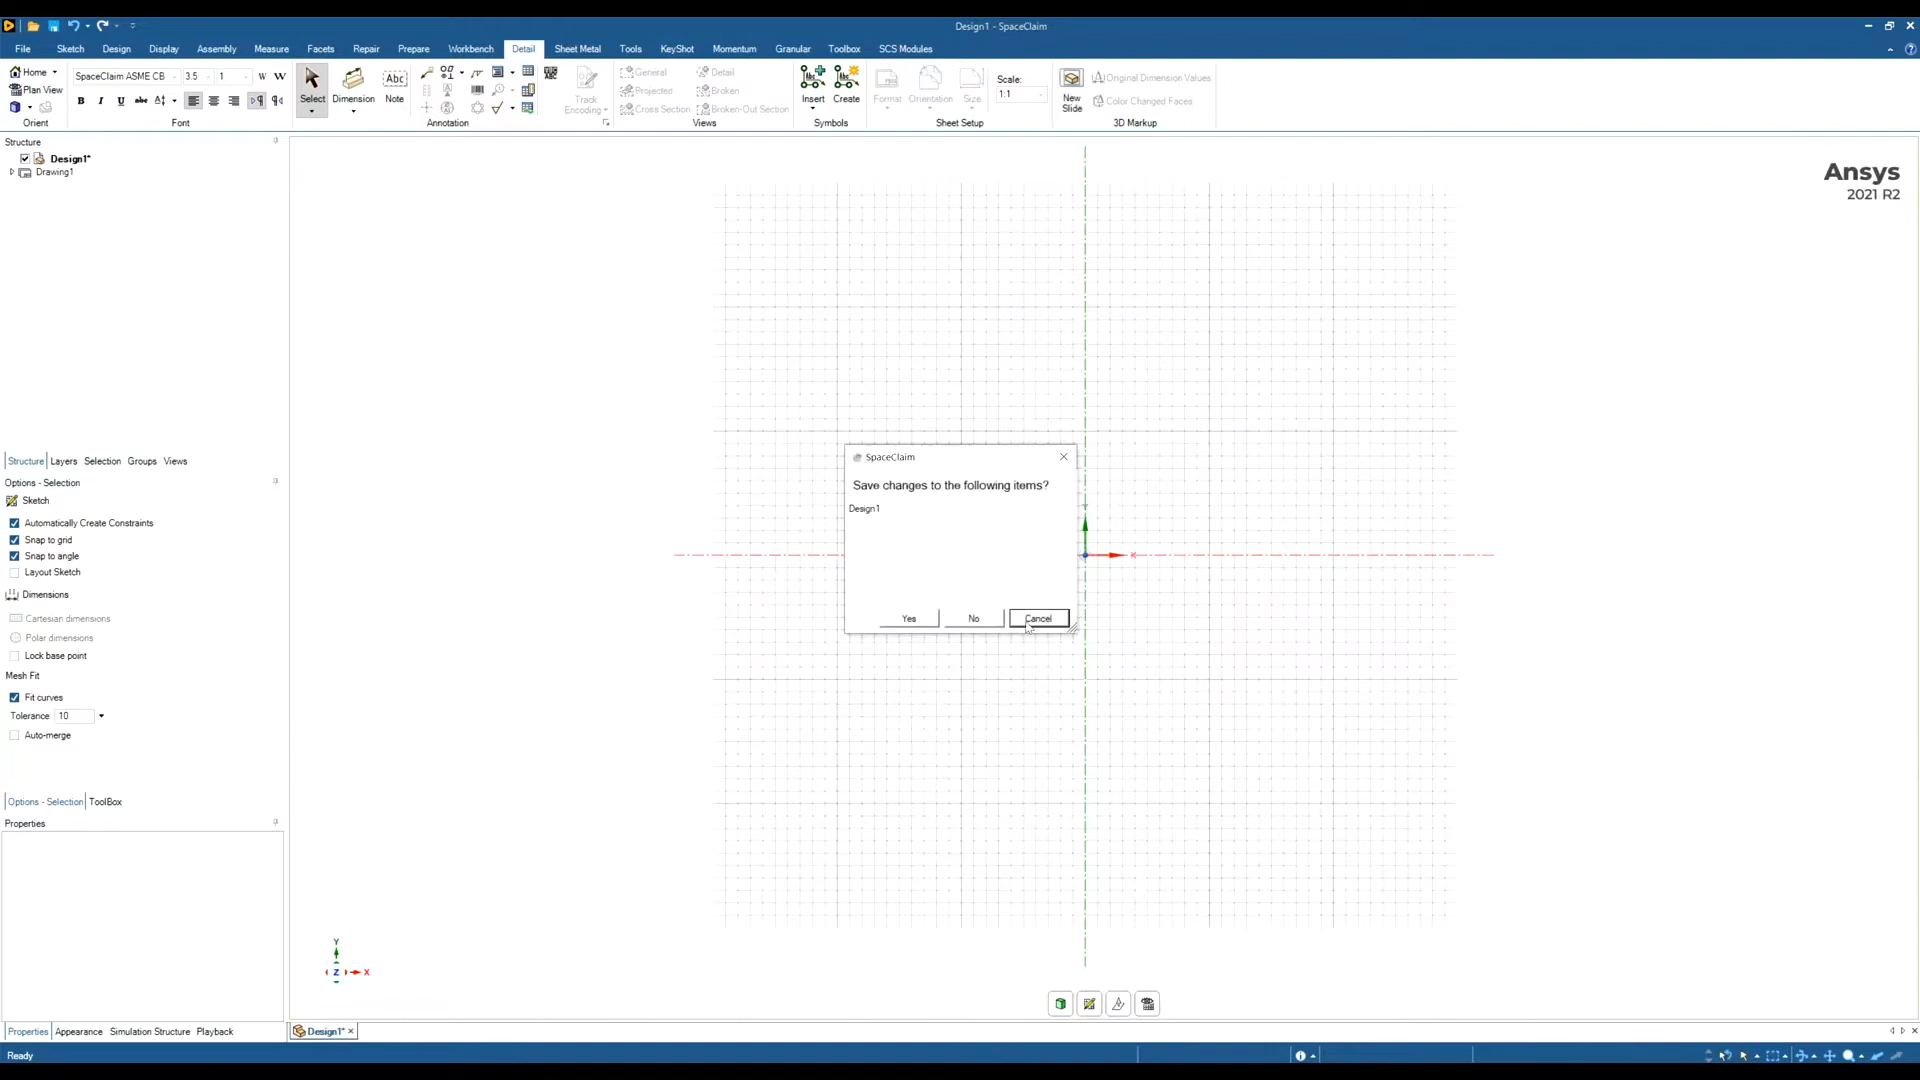 Design1 - SpaceClaim
File Sketch Design Display Assembly Measure Facets Repair Prepare Workbench Detail Sheet Metal Tools KeyShot Momentum Granular Toolbox SCS Modules
Home
Plan View
Orient
SpaceClaim ASME CB 3.5 1
Font
Select
Dimension
Abc
Note
Annotation
Track
Encoding
General
Projected
Cross Section
Detail
Broken
Broken-Out Section
Views
Insert
Create
Symbols
Format
Orientation
Size
Scale:
1:1
Sheet Setup
New
Slide
Original Dimension Values
Color Changed Faces
3D Markup
Structure
Design1*
Drawing1
Ansys
2021 R2
Structure Layers Selection Groups Views
Options - Selection
Sketch
Automatically Create Constraints
Snap to grid
Snap to angle
Layout Sketch
Dimensions
Cartesian dimensions
Polar dimensions
Lock base point
Mesh Fit
Fit curves
Tolerance 10
Auto-merge
Options - Selection ToolBox
Properties
SpaceClaim
Save changes to the following items?
Design1
Yes No Cancel
X
Y
Z X
Properties Appearance Simulation Structure Playback
Design1*
Ready